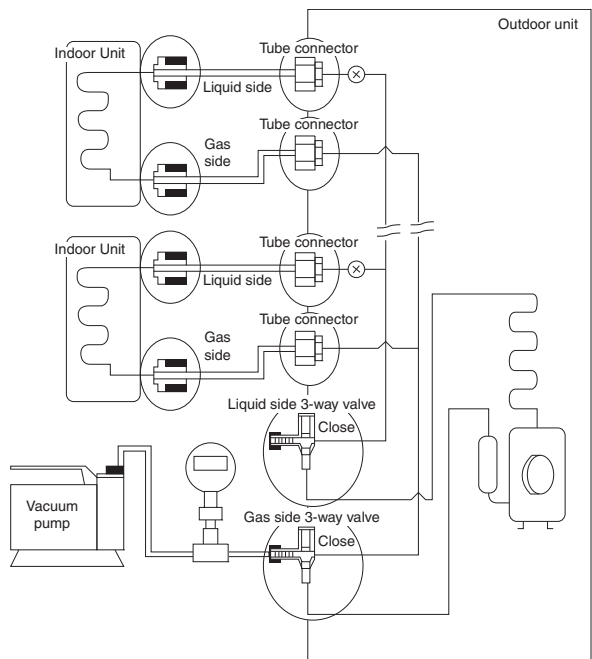 Outdoor unit
Indoor Unit
Tube connector
Liquid side
Tube connector
Gas
side
Indoor Unit
Tube connector
Liquid side
Tube connector
Gas
side
Liquid side 3-way valve
Close
Vacuum
pump
Gas side 3-way valve
Close